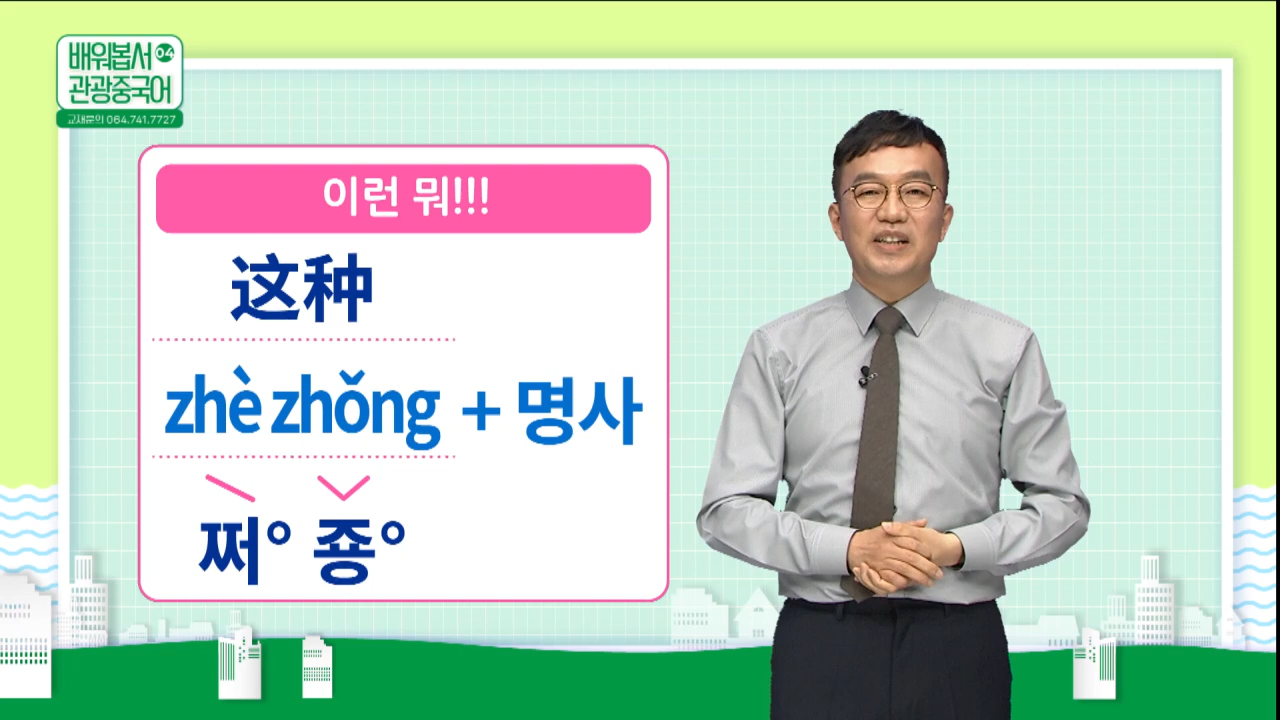 배워봅서 04
관광중국어
교재문의 064.741.7727
이런 뭐!!!
这种
zhè zhǒng + 명사
쩌° 죵°